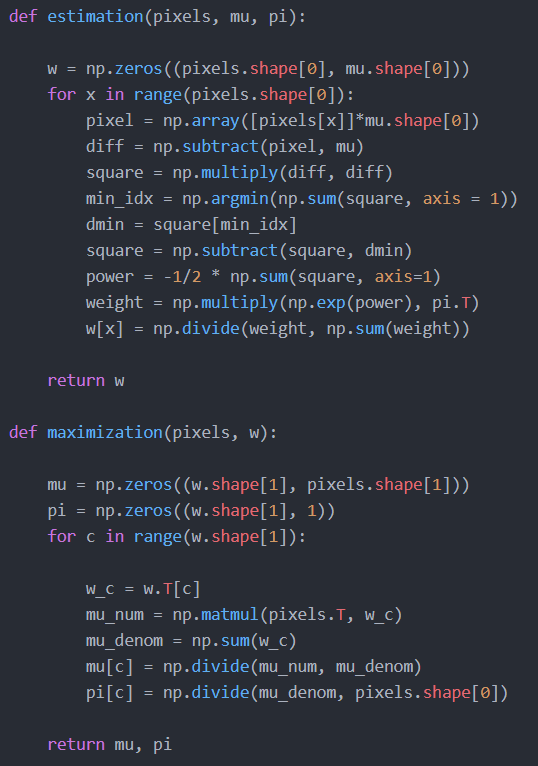 def estimation(pixels, mu, pi):
    w = np.zeros((pixels.shape[0], mu.shape[0]))
    for x in range(pixels.shape[0]):
        pixel = np.array([pixels[x]]*mu.shape[0])
        diff = np.subtract(pixel, mu)
        square = np.multiply(diff, diff)
        min_idx = np.argmin(np.sum(square, axis = 1))
        dmin = square[min_idx]
        square = np.subtract(square, dmin)
        power = -1/2 * np.sum(square, axis=1)
        weight = np.multiply(np.exp(power), pi.T)
        w[x] = np.divide(weight, np.sum(weight))
    return w
def maximization(pixels, w):
    mu = np.zeros((w.shape[1], pixels.shape[1]))
    pi = np.zeros((w.shape[1], 1))
    for c in range(w.shape[1]):
        w_c = w.T[c]
        mu_num = np.matmul(pixels.T, w_c)
        mu_denom = np.sum(w_c)
        mu[c] = np.divide(mu_num, mu_denom)
        pi[c] = np.divide(mu_denom, pixels.shape[0])
    return mu, pi